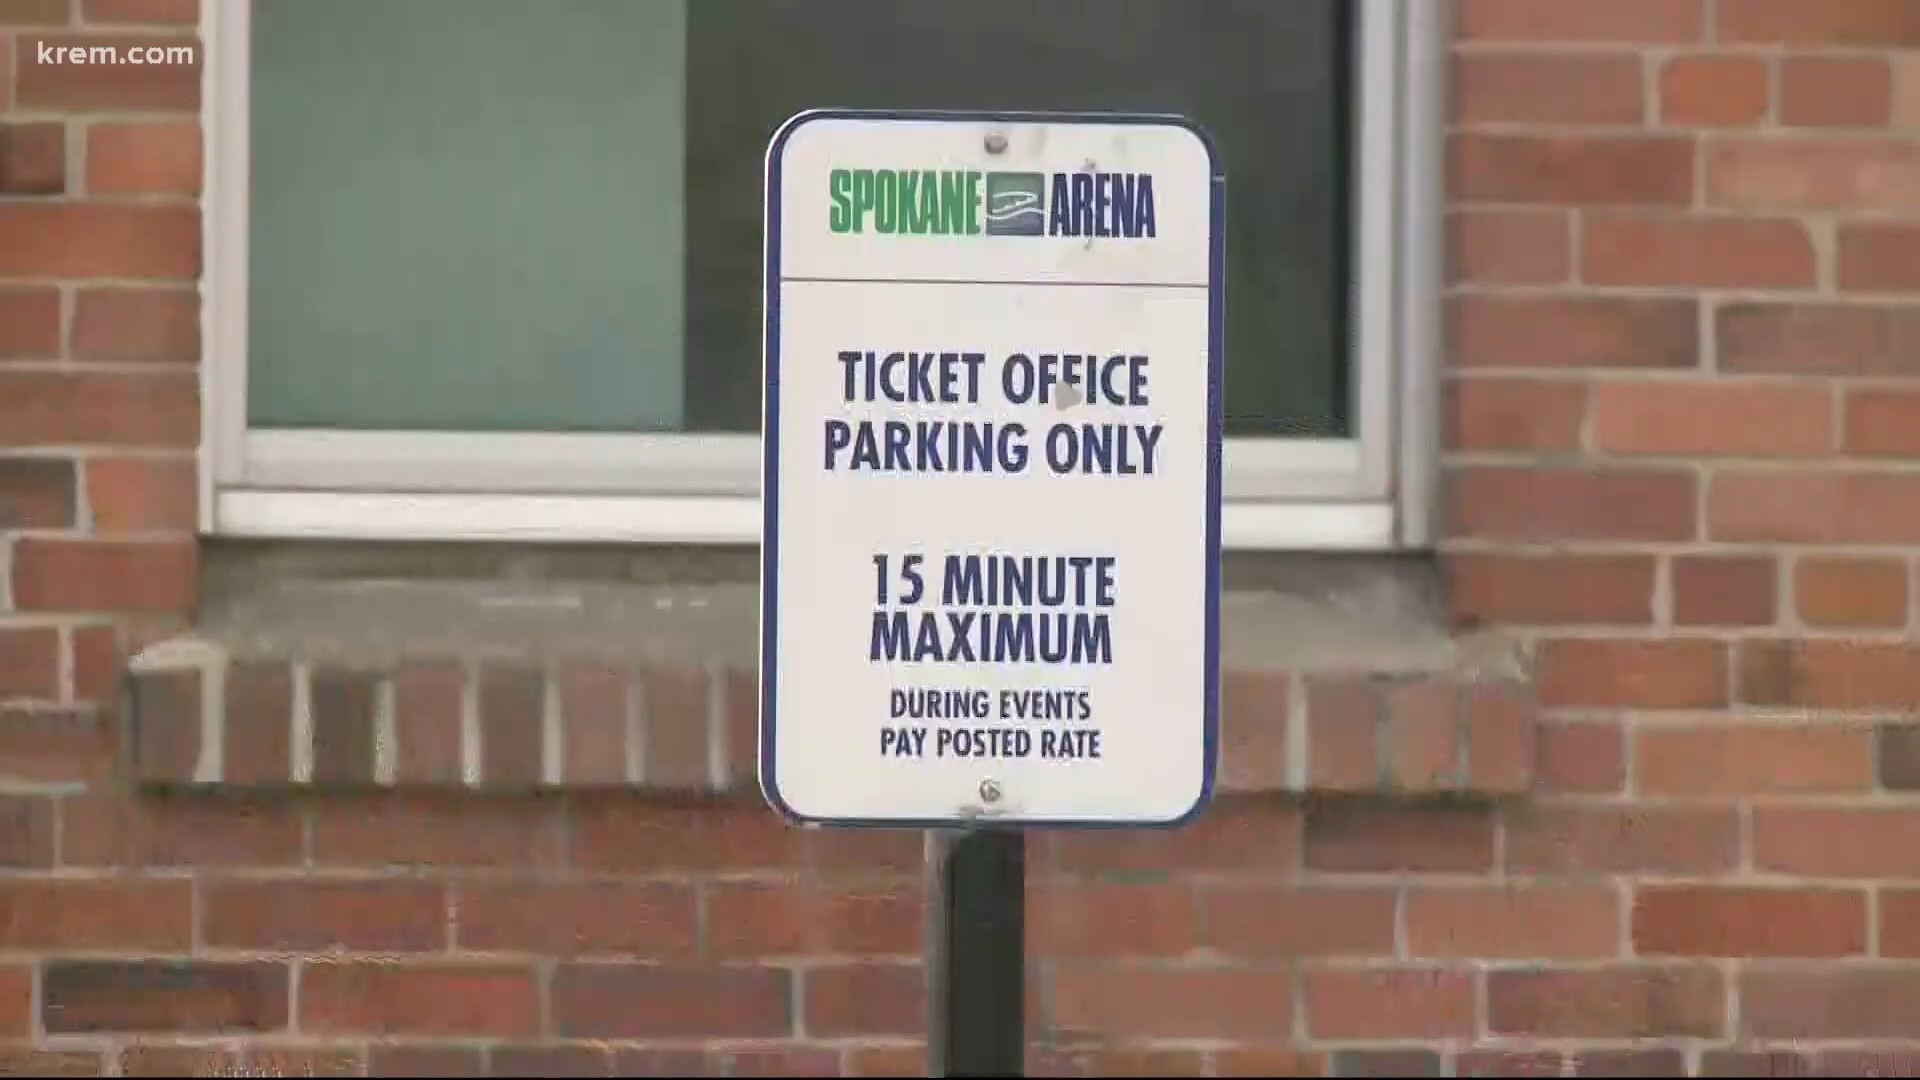 krem.com
SPOKANE ARENA
TICKET OFFICE
PARKING ONLY
15 MINUTE
MAXIMUM
DURING EVENTS
PAY POSTED RATE